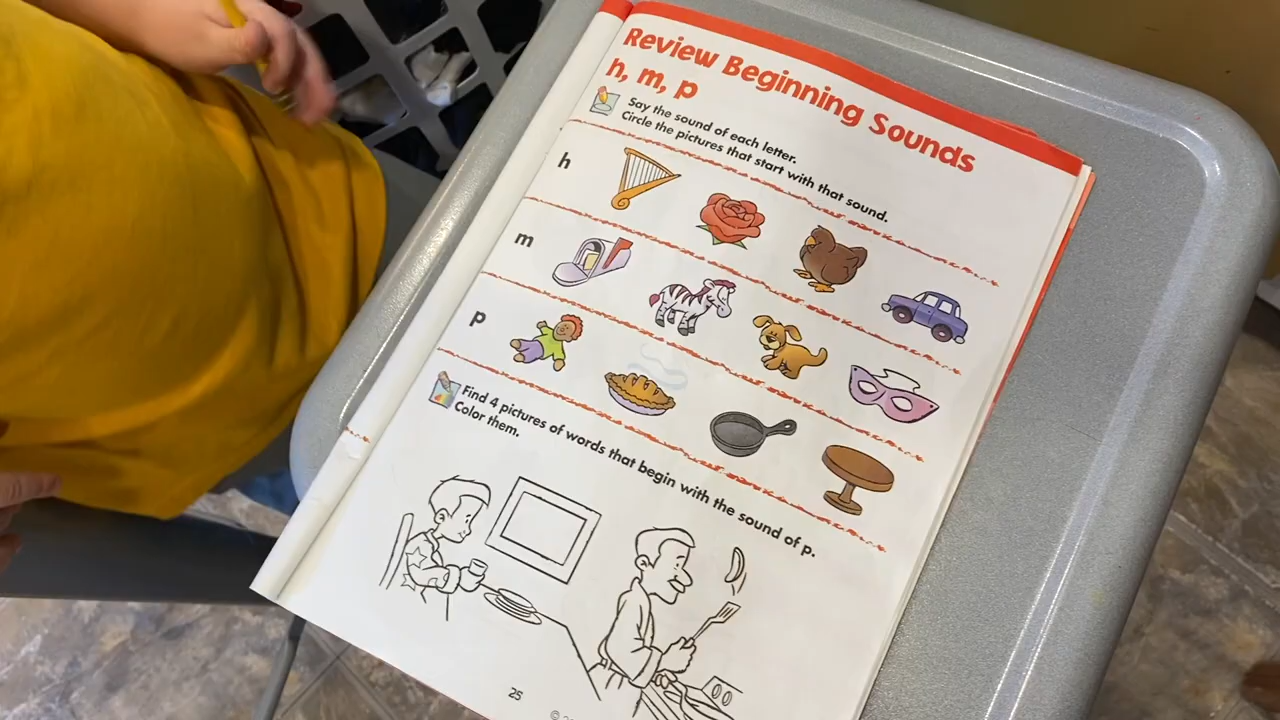 Review Beginning Sounds
h, m, p
Say the sound of each letter.
Circle the pictures that start with that sound.
h
m
p
Find 4 pictures of words that begin with the sound of p.
Color them.
25
©